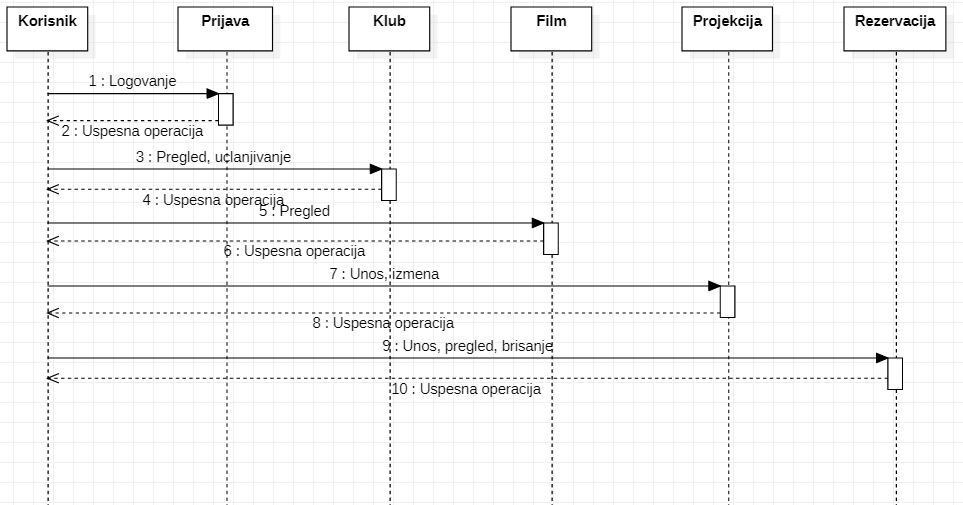 Korisnik
Prijava
Klub
Film
Projekcija
Rezervacija
1 : Logovanje
2 : Uspesna operacija
3 : Pregled, uclanjivanje
4 : Uspesna operacija
5 : Pregled
6 : Uspesna operacija
7 : Unos, izmena
8 : Uspesna operacija
9 : Unos, pregled, brisanje
10 : Uspesna operacija